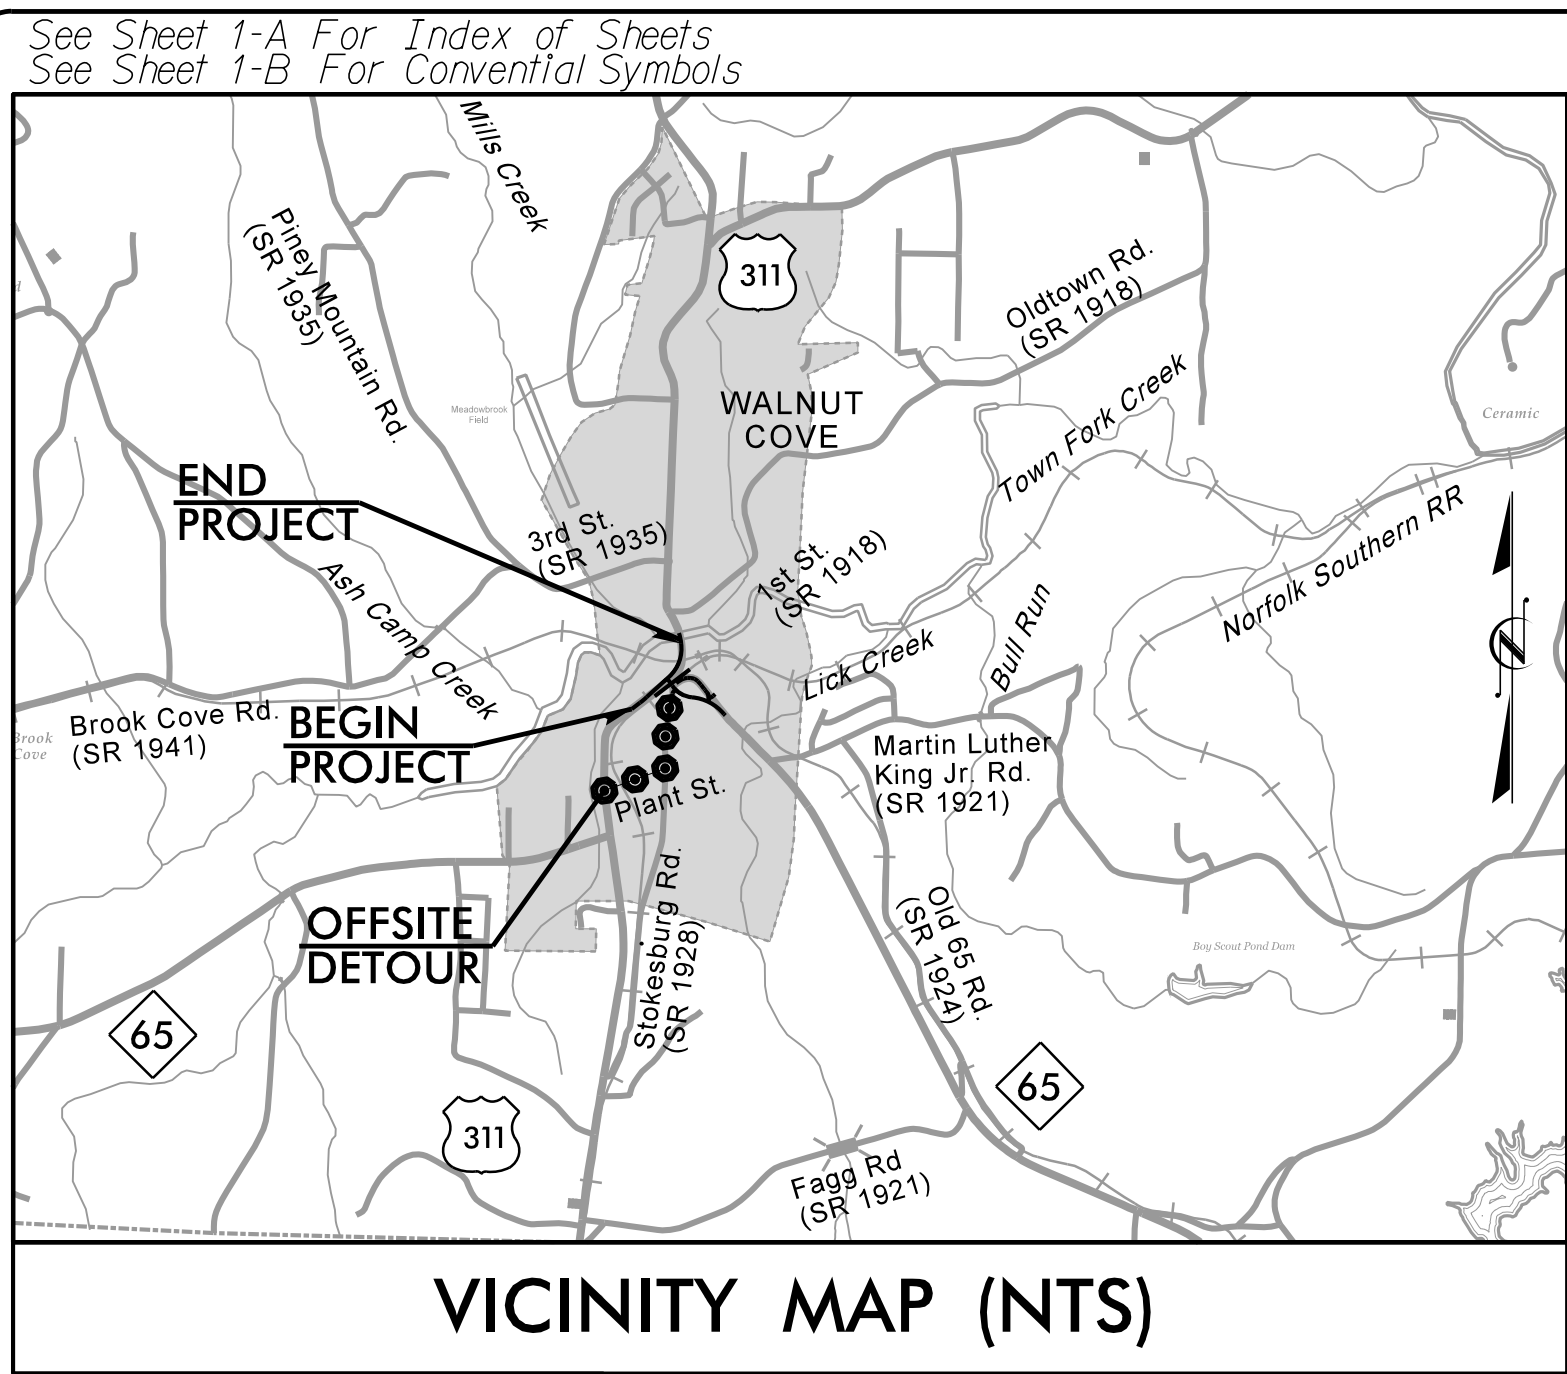 See Sheet 1-A For Index of Sheets
See Sheet 1-B For Convential Symbols
Mills Creek
Piney Mountain Rd.
(SR 1935)
311
Oldtown Rd.
(SR 1918)
Meadowbrook
Field
WALNUT
COVE
Town Fork Creek
Ceramic
END
PROJECT
3rd St.
(SR 1935)
1st St.
(SR 1918)
Norfolk Southern RR
Ash Camp Creek
Bull Run
Lick Creek
N
Brook Cove Rd.
(SR 1941)
Brook
Cove
BEGIN
PROJECT
Martin Luther
King Jr. Rd.
(SR 1921)
Plant St.
Stokesburg Rd.
(SR 1928)
Old 65 Rd.
(SR 1924)
OFFSITE
DETOUR
Boy Scout Pond Dam
65
65
311
Fagg Rd
(SR 1921)
VICINITY MAP (NTS)